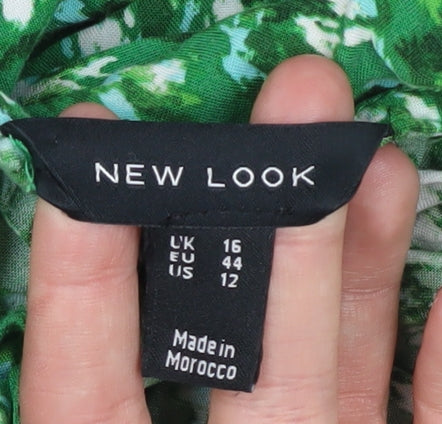 NEW LOOK
UK 16
EU 44
US 12
Made in
Morocco